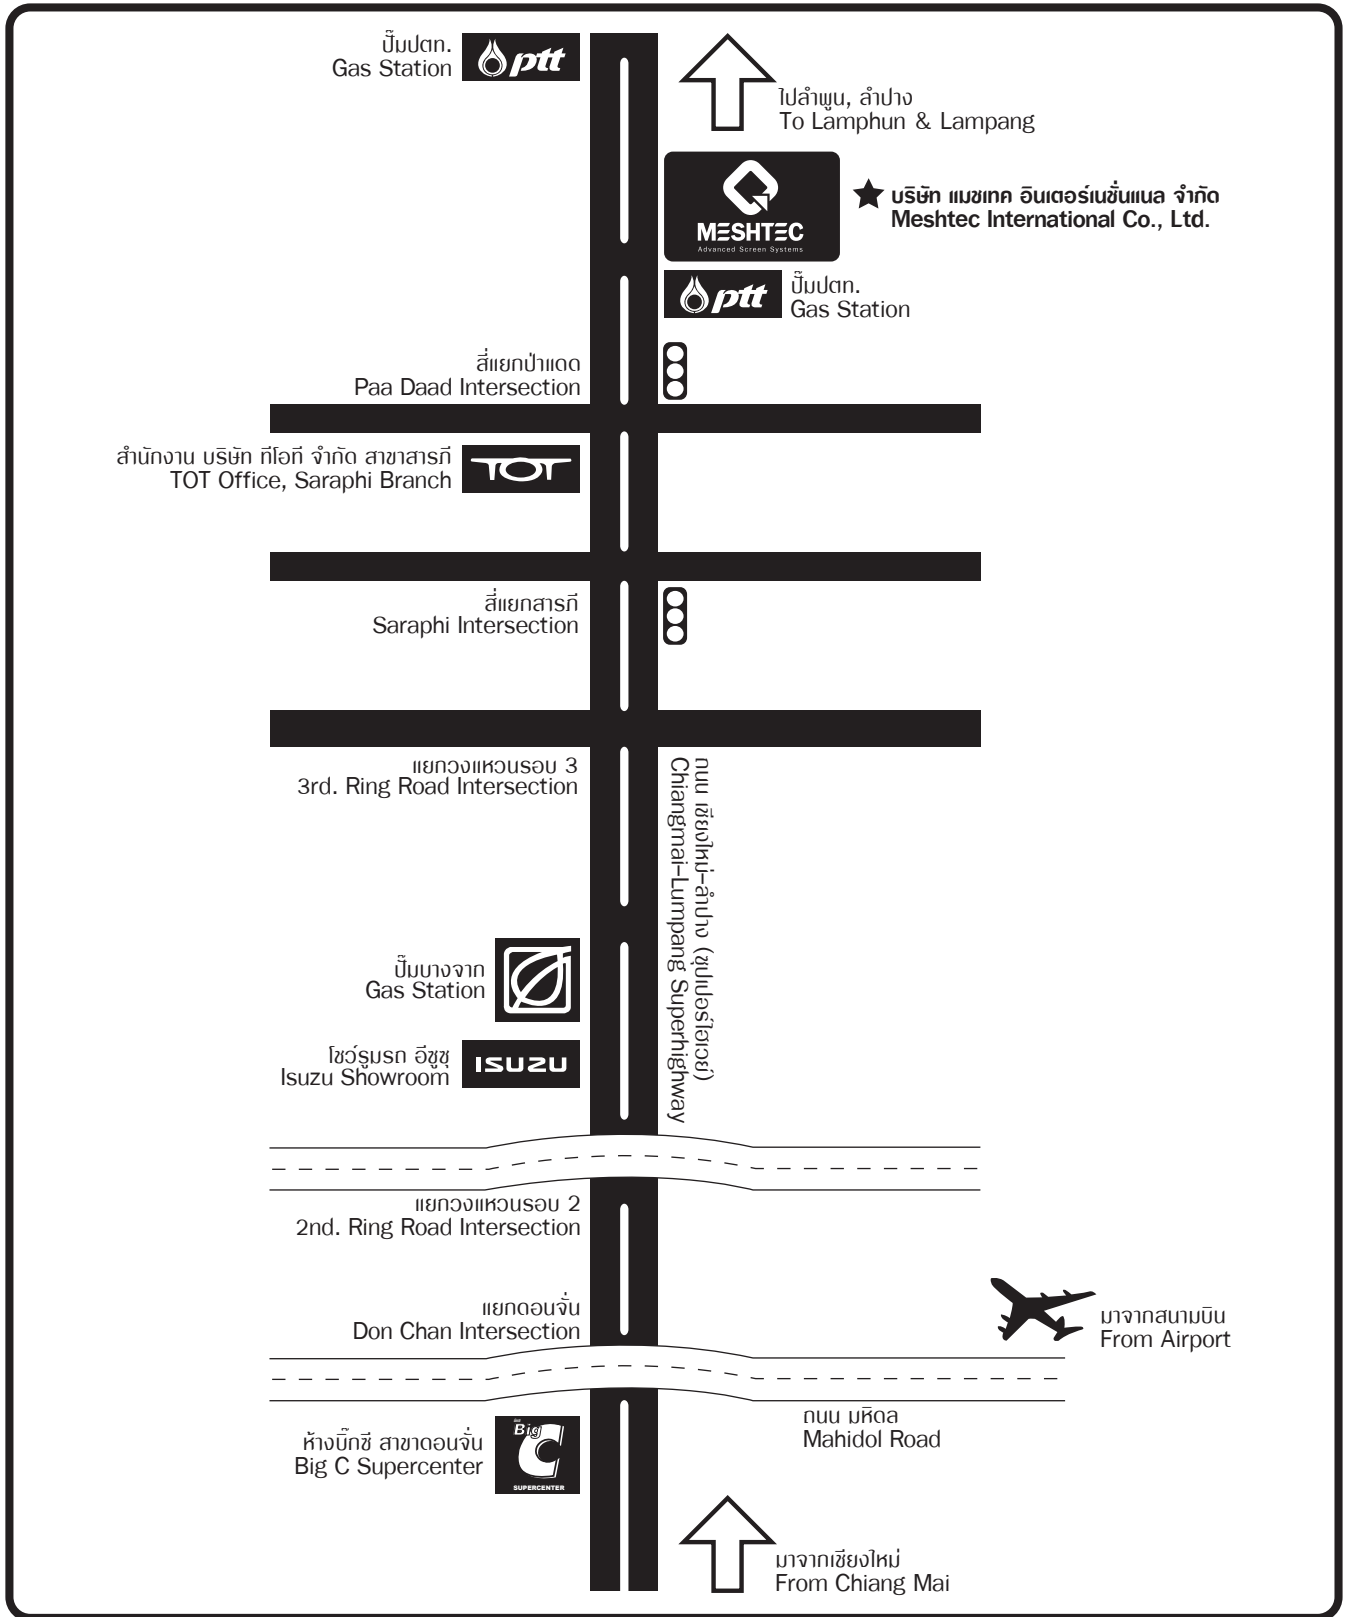 ปั๊มปตท.
Gas Station
ptt
ไปลำพูน, ลำปาง
To Lamphun & Lampang
MESHTEC
Advanced Screen Systems
บริษัท แมชเทค อินเตอร์เนชั่นแนล จำกัด
Meshtec International Co., Ltd.
ptt
ปั๊มปตท.
Gas Station
สี่แยกป่าแดด
Paa Daad Intersection
สำนักงาน บริษัท ทีโอที จำกัด สาขาสารภี
TOT Office, Saraphi Branch
TOT
สี่แยกสารภี
Saraphi Intersection
แยกวงแหวนรอบ 3
3rd. Ring Road Intersection
ถนน เชียงใหม่-ลำปาง (ซุปเปอร์ไฮเวย์)
Chiangmai-Lumpang Superhighway
ปั๊มบางจาก
Gas Station
โชว์รูมรถ อีซูซุ
Isuzu Showroom
ISUZU
แยกวงแหวนรอบ 2
2nd. Ring Road Intersection
แยกดอนจั่น
Don Chan Intersection
มาจากสนามบิน
From Airport
ถนน มหิดล
Mahidol Road
ห้างบิ๊กซี สาขาดอนจั่น
Big C Supercenter
Big
C
SUPERCENTER
มาจากเชียงใหม่
From Chiang Mai